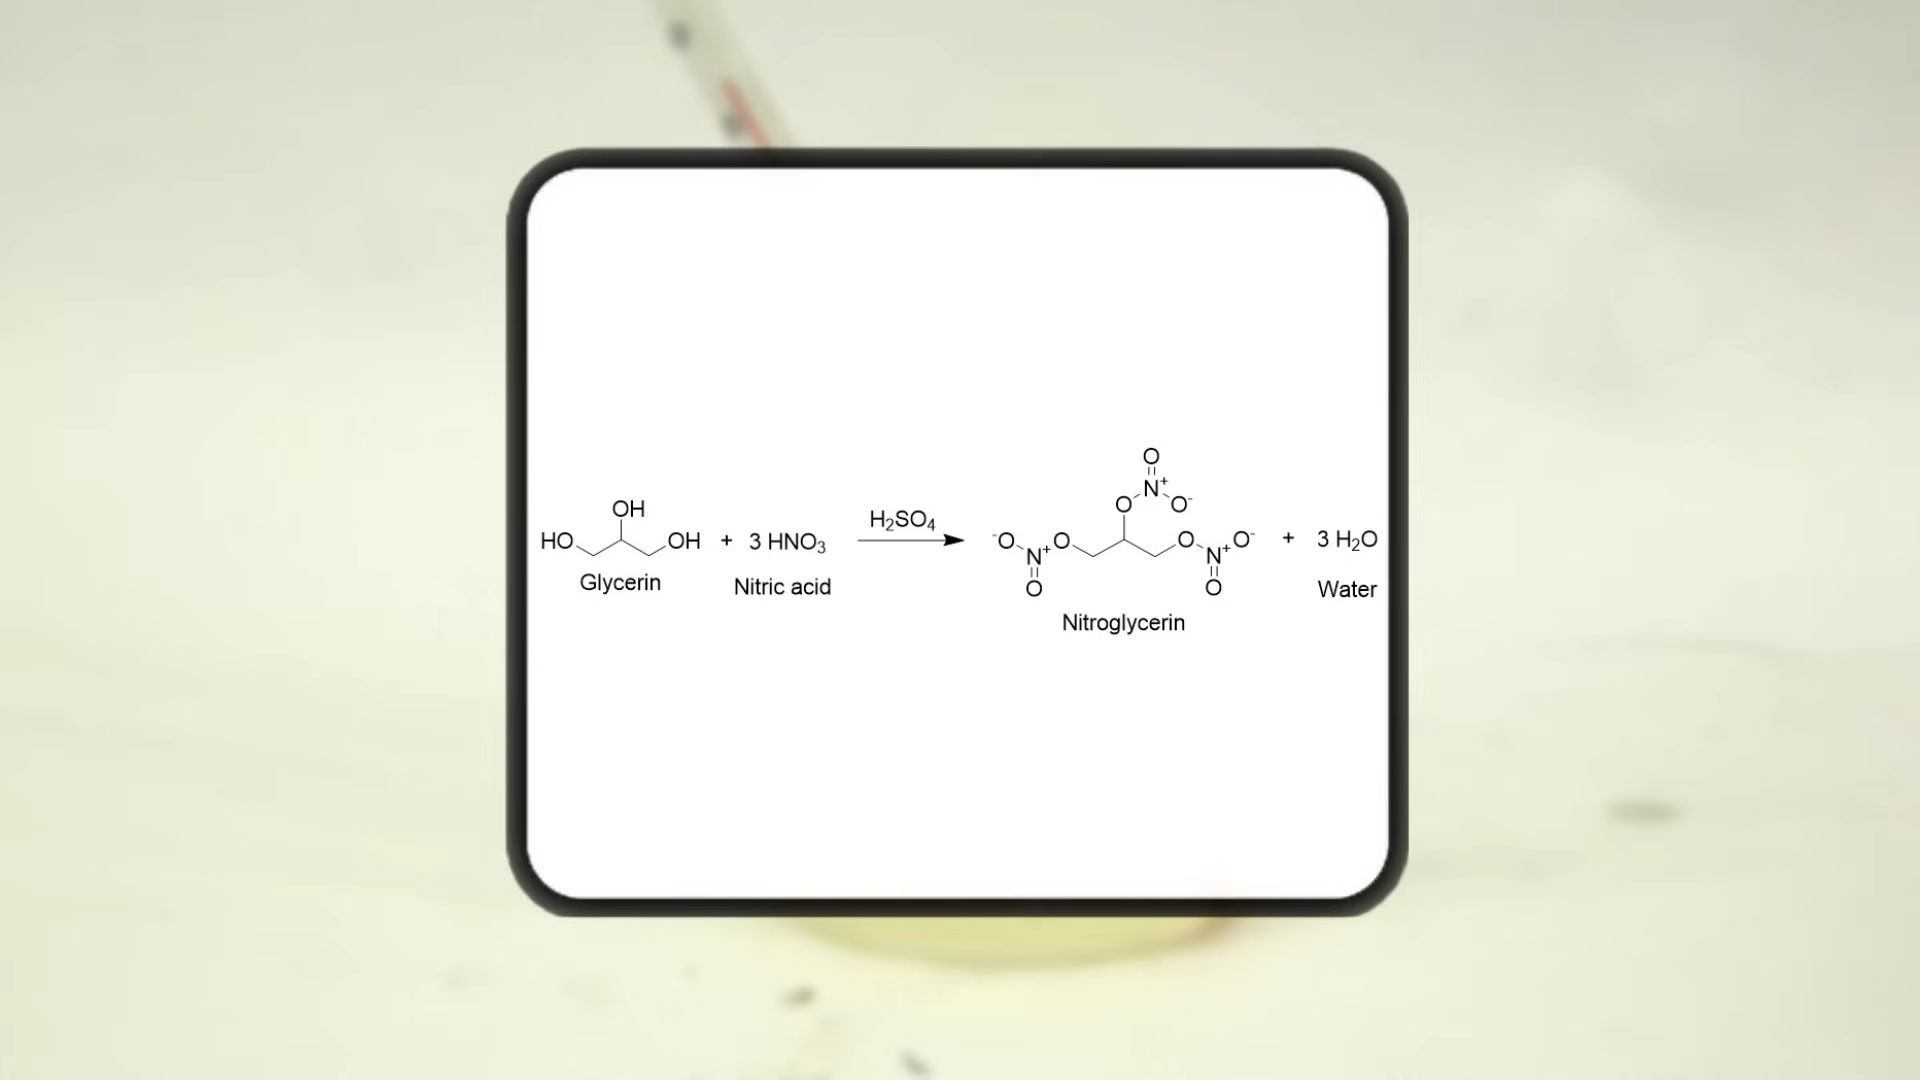 OH
HO OH + 3 HNO₃
Glycerin
Nitric acid
H₂SO₄
O
N⁺
O O⁻
⁻O O O O⁻ + 3 H₂O
N⁺ N⁺
O O
Nitroglycerin
Water